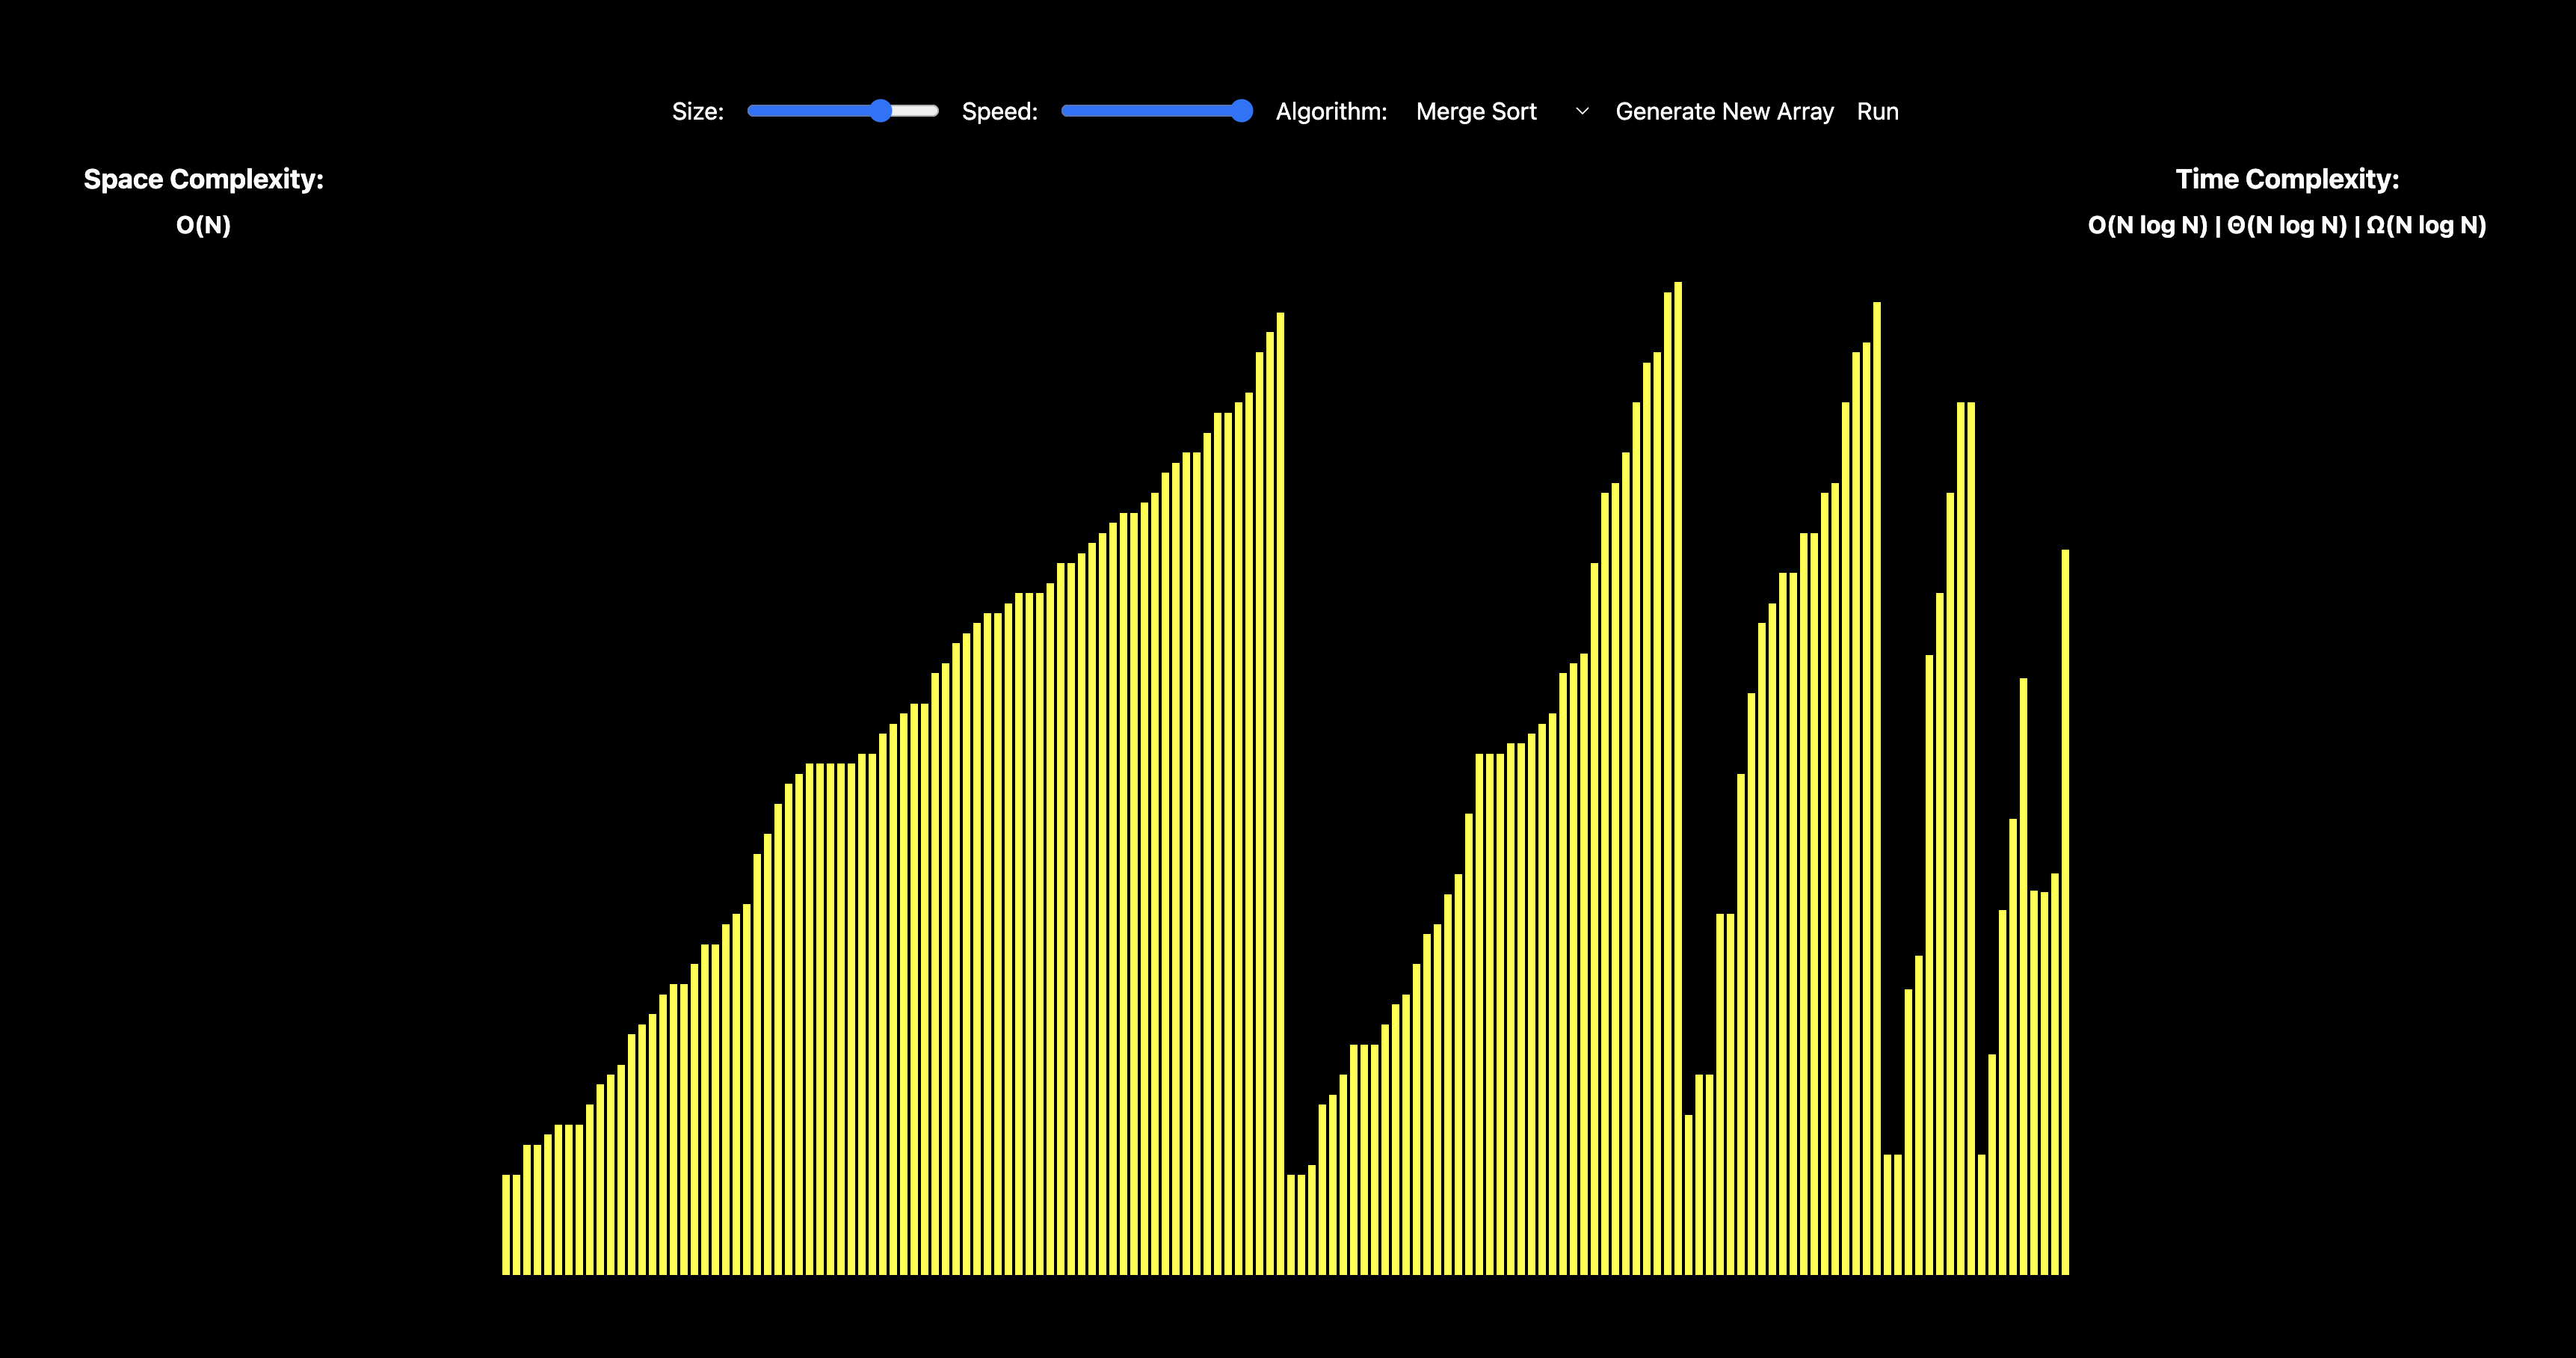 Size: Speed: Algorithm: Merge Sort Generate New Array Run
Space Complexity:
O(N)
Time Complexity:
O(N log N) | Θ(N log N) | Ω(N log N)